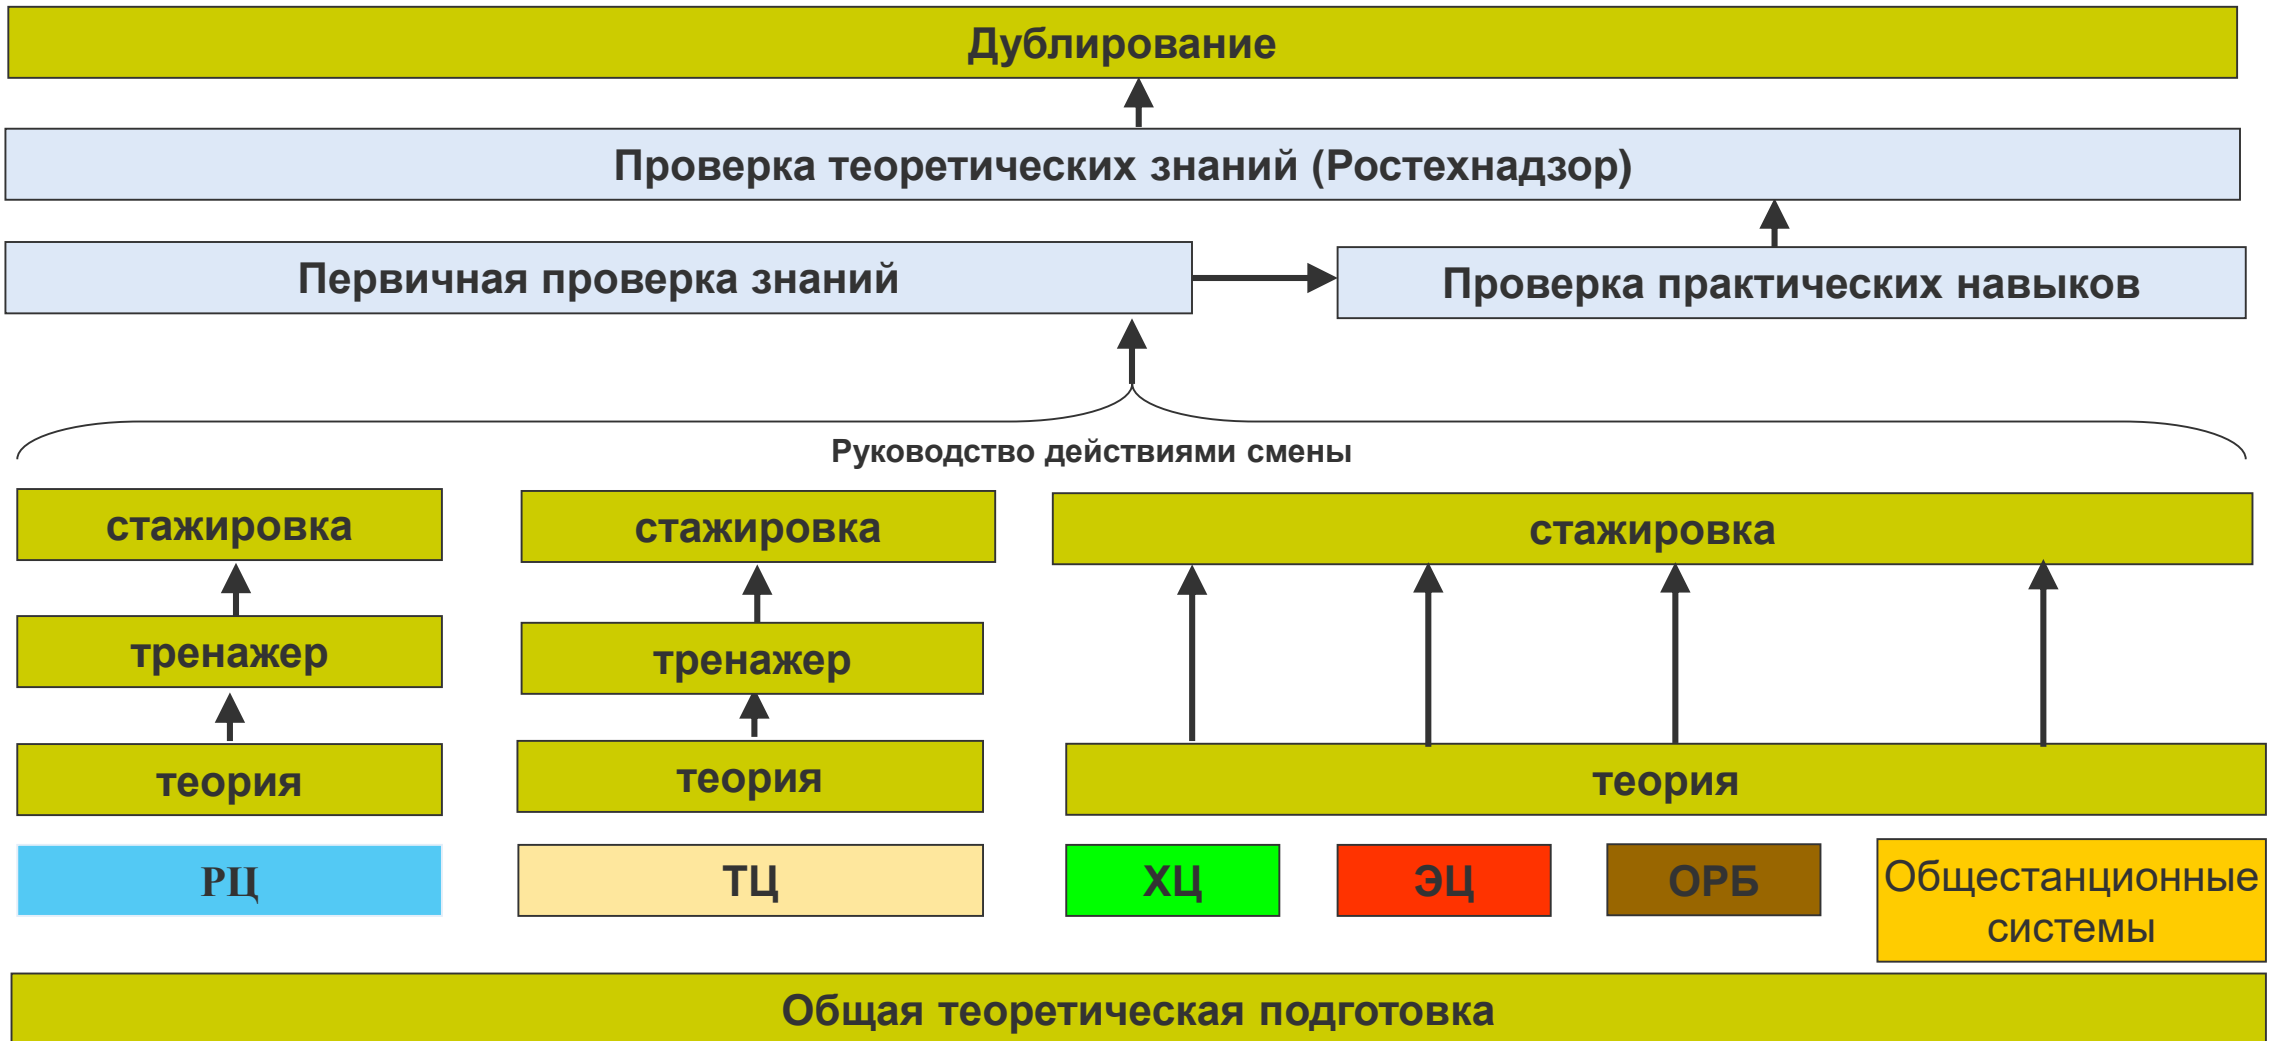 Дублирование
Проверка теоретических знаний (Ростехнадзор)
Первичная проверка знаний
Проверка практических навыков
Руководство действиями смены
стажировка
стажировка
стажировка
тренажер
тренажер
теория
теория
теория
РЦ
ТЦ
ХЦ
ЭЦ
ОРБ
Общестанционные
системы
Общая теоретическая подготовка